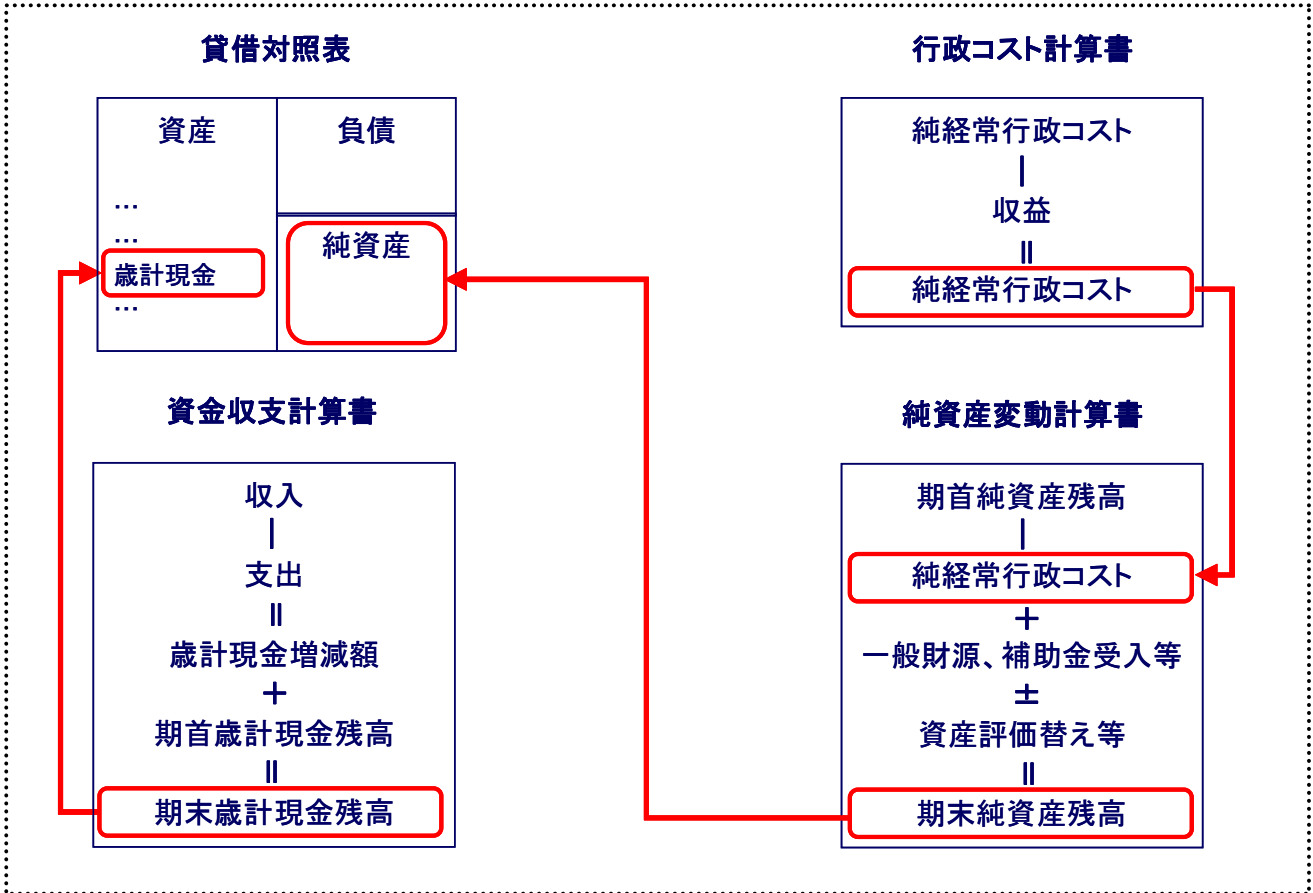 貸借対照表
資産
負債
…
…
歳計現金
…
純資産
行政コスト計算書
純経常行政コスト
ー
収益
=
純経常行政コスト
資金収支計算書
収入
ー
支出
=
歳計現金増減額
+
期首歳計現金残高
=
期末歳計現金残高
純資産変動計算書
期首純資産残高
ー
純経常行政コスト
+
一般財源、補助金受入等
±
資産評価替え等
=
期末純資産残高